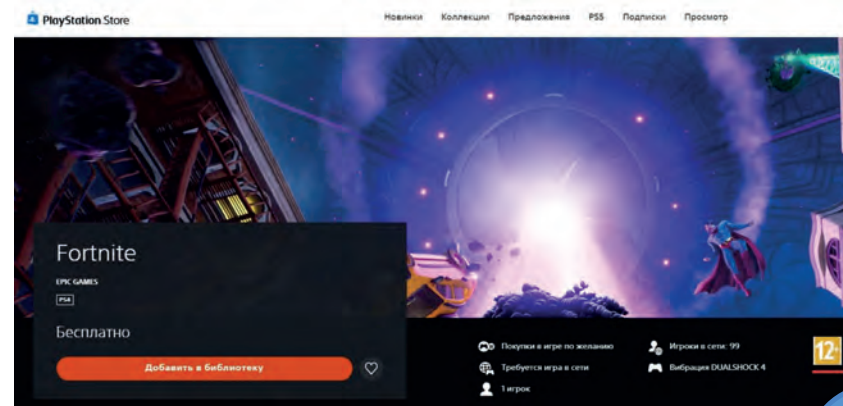 PlayStation Store
Новинки Коллекции Предложения PS5 Подписки Просмотр
Fortnite
EPIC GAMES
PS4
Бесплатно
Добавить в библиотеку
Покупки в игре по желанию
Требуется игра в сети
1 игрок
Игроки в сети: 99
Вибрация DUALSHOCK 4
12+